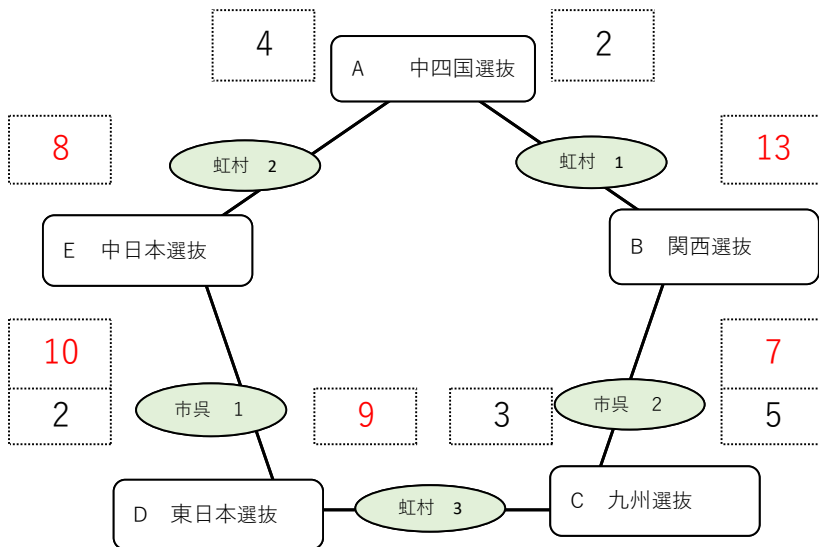 4
2
A 中四国選抜
8
虹村 2
虹村 1
13
E 中日本選抜
B 関西選抜
10
7
2
市呉 1
9
3
市呉 2
5
D 東日本選抜
虹村 3
C 九州選抜